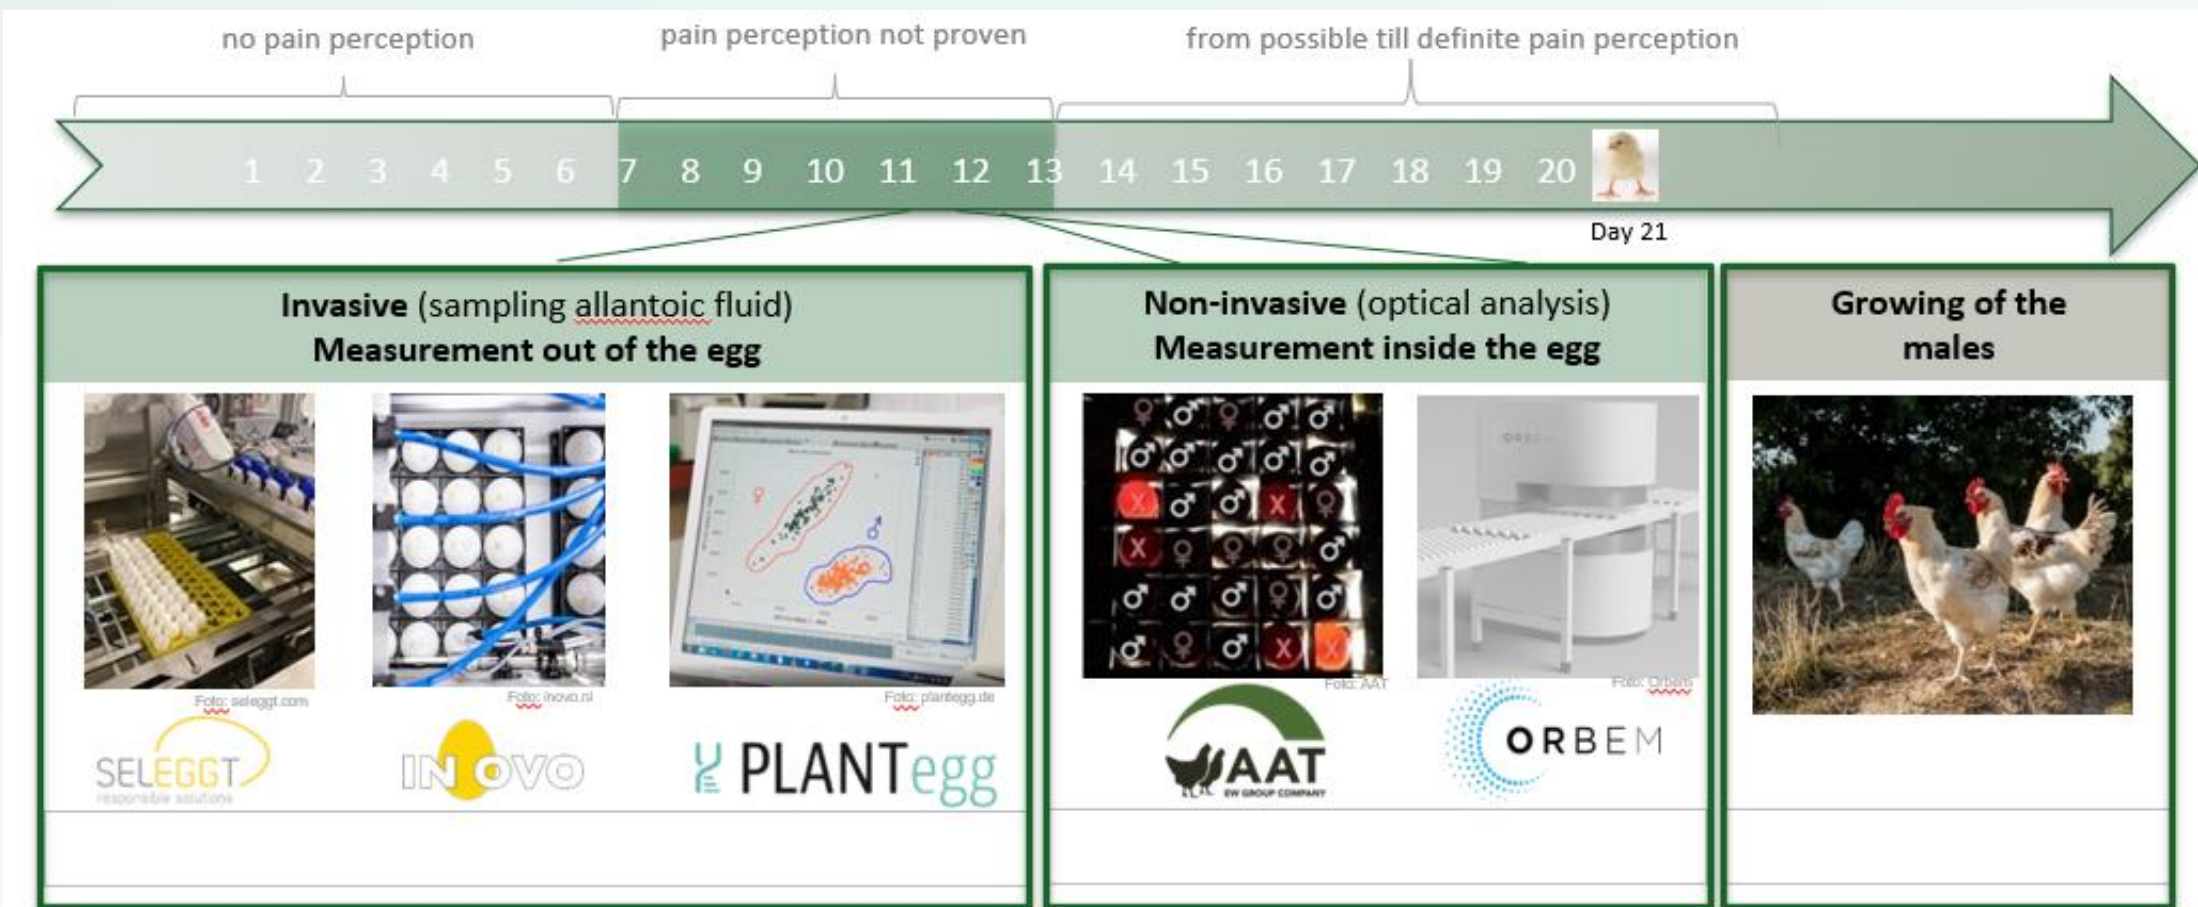 no pain perception
pain perception not proven
from possible till definite pain perception
1 2 3 4 5 6 7 8 9 10 11 12 13 14 15 16 17 18 19 20
Day 21
Invasive (sampling allantoic fluid)
Measurement out of the egg
Foto: seleggt.com
SELEGGT
responsible solutions
Foto: inovo.nl
IN OVO
Foto: plantegg.de
PLANTegg
Non-invasive (optical analysis)
Measurement inside the egg
♀ ♂ ♀ ♂ ♂
♂ ♂ ♂ ♂ ♂
X ♂ ♂ X ♀
X ♀ ♀ ♀ ♂
♂ ♂ ♂ ♀ ♂
♂ ♀ ♂ X X
Foto: AAT
AAT
EW GROUP COMPANY
Foto: Orbem
ORBEM
Growing of the
males